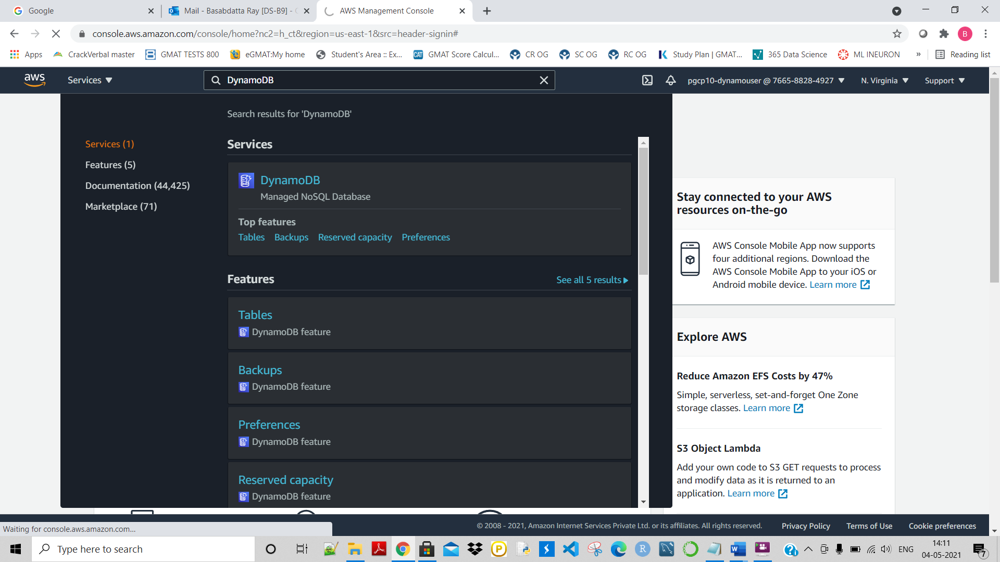 Google
Mail - Basabdatta Ray [DS-B9] -
AWS Management Console
console.aws.amazon.com/console/home?nc2=h_ct&region=us-east-1&src=header-signin#
B
Apps
CrackVerbal master
GMAT TESTS 800
eGMAT:My home
Student's Area :: Ex...
CAT
GMAT Score Calcul...
CR OG
SC OG
RC OG
Study Plan | GMAT...
365 Data Science
ML INEURON
»
Reading list
aws
Services
DynamoDB
pgcp10-dynamouser @ 7665-8828-4927
N. Virginia
Support
Search results for 'DynamoDB'
Services (1)
Features (5)
Documentation (44,425)
Marketplace (71)
Services
DynamoDB
Managed NoSQL Database
Top features
Tables Backups Reserved capacity Preferences
Features
See all 5 results
Tables
DynamoDB feature
Backups
DynamoDB feature
Preferences
DynamoDB feature
Reserved capacity
DynamoDB feature
Stay connected to your AWS
resources on-the-go
AWS Console Mobile App now supports
four additional regions. Download the
AWS Console Mobile App to your iOS or
Android mobile device. Learn more
Explore AWS
Reduce Amazon EFS Costs by 47%
Simple, serverless, set-and-forget One Zone
storage classes. Learn more
S3 Object Lambda
Add your own code to S3 GET requests to process
and modify data as it is returned to an
application. Learn more
Waiting for console.aws.amazon.com...
© 2008 - 2021, Amazon Internet Services Private Ltd. or its affiliates. All rights reserved.
Privacy Policy
Terms of Use
Cookie preferences
Type here to search
ENG
14:11
04-05-2021
7